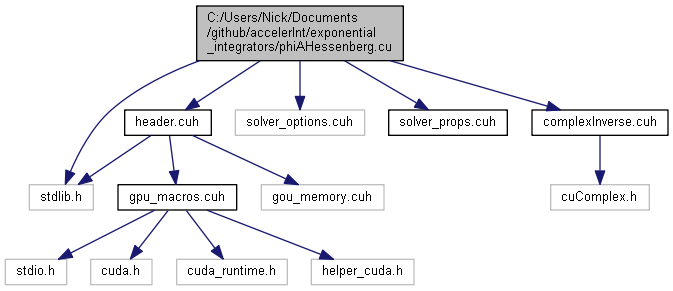 C:/Users/Nick/Documents
/github/accelerInt/exponential
_integrators/phiAHessenberg.cu
header.cuh
solver_options.cuh
solver_props.cuh
complexInverse.cuh
stdlib.h
gpu_macros.cuh
gou_memory.cuh
cuComplex.h
stdio.h
cuda.h
cuda_runtime.h
helper_cuda.h